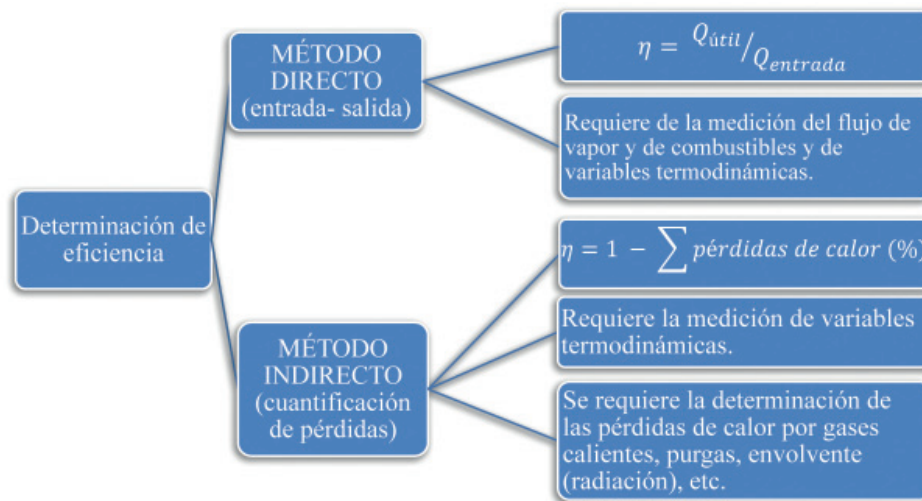 Determinación de
eficiencia
MÉTODO
DIRECTO
(entrada- salida)
η = Qútil/Qentrada
Requiere de la medición del flujo de
vapor y de combustibles y de
variables termodinámicas.
MÉTODO
INDIRECTO
(cuantificación
de pérdidas)
η = 1 − ∑ pérdidas de calor (%)
Requiere la medición de variables
termodinámicas.
Se requiere la determinación de
las pérdidas de calor por gases
calientes, purgas, envolvente
(radiación), etc.